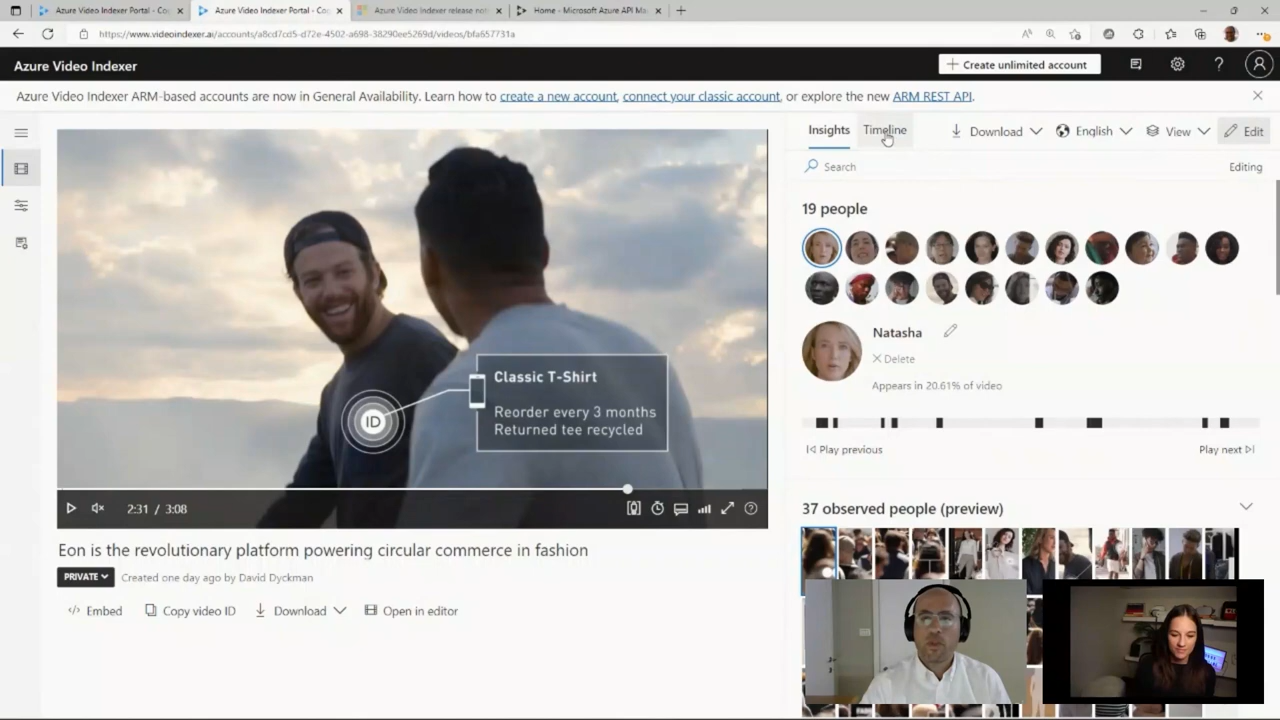 Azure Video Indexer Portal - Co
Azure Video Indexer Portal - Co
Azure Video Indexer release not
Home - Microsoft Azure API Ma
https://www.videoindexer.ai/accounts/a8cd7cd5-d72e-4502-a698-38290ee5269d/videos/bfa657731a
Azure Video Indexer
Create unlimited account
Azure Video Indexer ARM-based accounts are now in General Availability. Learn how to create a new account, connect your classic account, or explore the new ARM REST API.
Insights
Timeline
Download
English
View
Edit
Search
Editing
19 people
Natasha
Delete
Appears in 20.61% of video
Play previous
Play next
37 observed people (preview)
Classic T-Shirt
Reorder every 3 months
Returned tee recycled
ID
2:31 / 3:08
Eon is the revolutionary platform powering circular commerce in fashion
PRIVATE
Created one day ago by David Dyckman
Embed
Copy video ID
Download
Open in editor